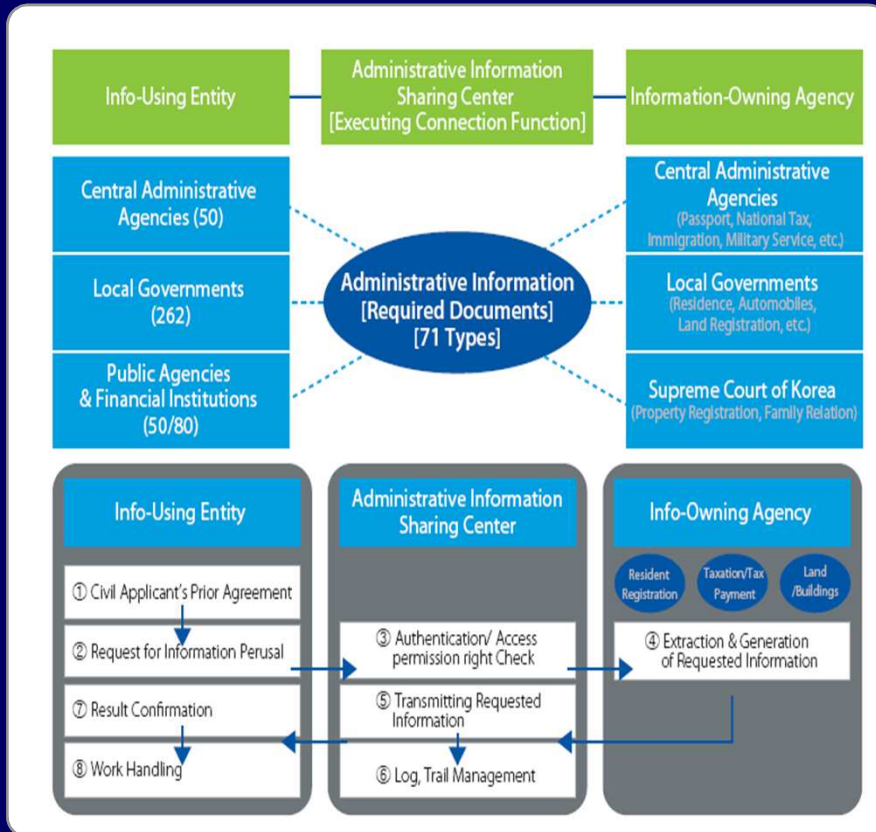 Info-Using Entity
Administrative Information
Sharing Center
[Executing Connection Function]
Information-Owning Agency
Central Administrative
Agencies (50)
Local Governments
(262)
Public Agencies
& Financial Institutions
(50/80)
Administrative Information
[Required Documents]
[71 Types]
Central Administrative
Agencies
(Passport, National Tax,
Immigration, Military Service, etc.)
Local Governments
(Residence, Automobiles,
Land Registration, etc.)
Supreme Court of Korea
(Property Registration, Family Relation)
Info-Using Entity
① Civil Applicant's Prior Agreement
② Request for Information Perusal
⑦ Result Confirmation
⑧ Work Handling
Administrative Information
Sharing Center
③ Authentication/ Access
permission right Check
⑤ Transmitting Requested
Information
⑥ Log, Trail Management
Info-Owning Agency
Resident
Registration
Taxation/Tax
Payment
Land
/Buildings
④ Extraction & Generation
of Requested Information